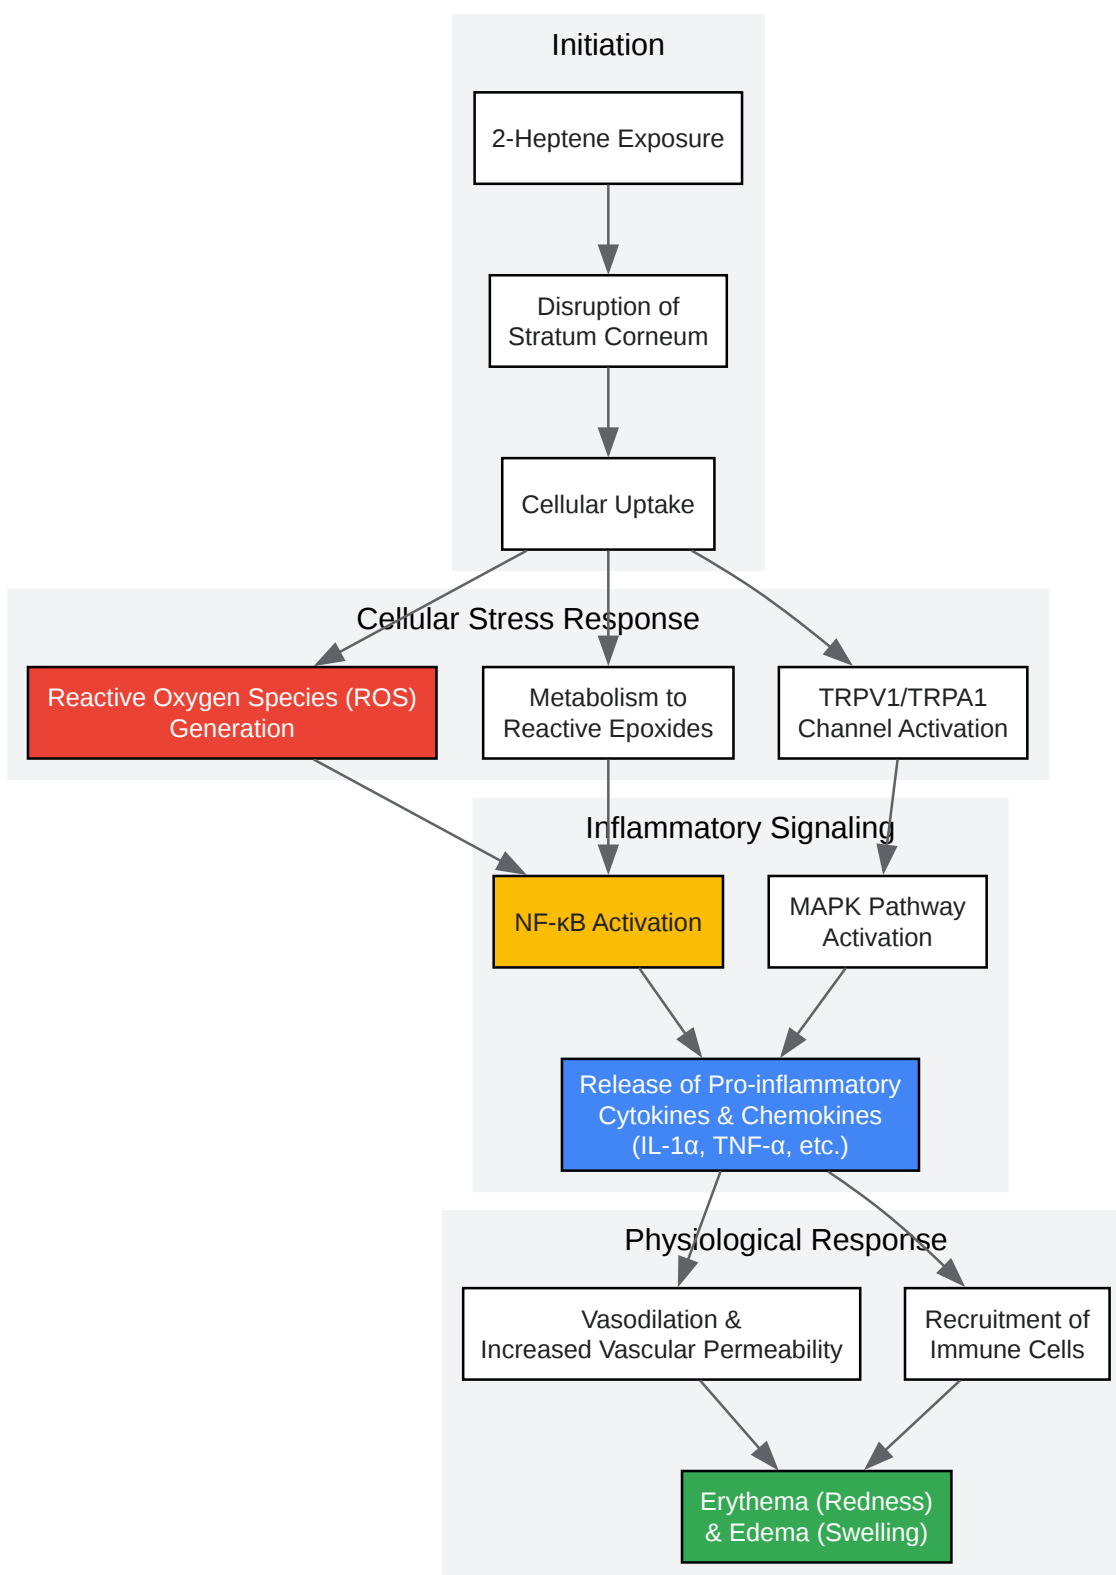 Initiation
2-Heptene Exposure
Disruption of
Stratum Corneum
Cellular Uptake
Cellular Stress Response
Reactive Oxygen Species (ROS)
Generation
Metabolism to
Reactive Epoxides
TRPV1/TRPA1
Channel Activation
Inflammatory Signaling
NF-κB Activation
MAPK Pathway
Activation
Release of Pro-inflammatory
Cytokines & Chemokines
(IL-1α, TNF-α, etc.)
Physiological Response
Vasodilation &
Increased Vascular Permeability
Recruitment of
Immune Cells
Erythema (Redness)
& Edema (Swelling)